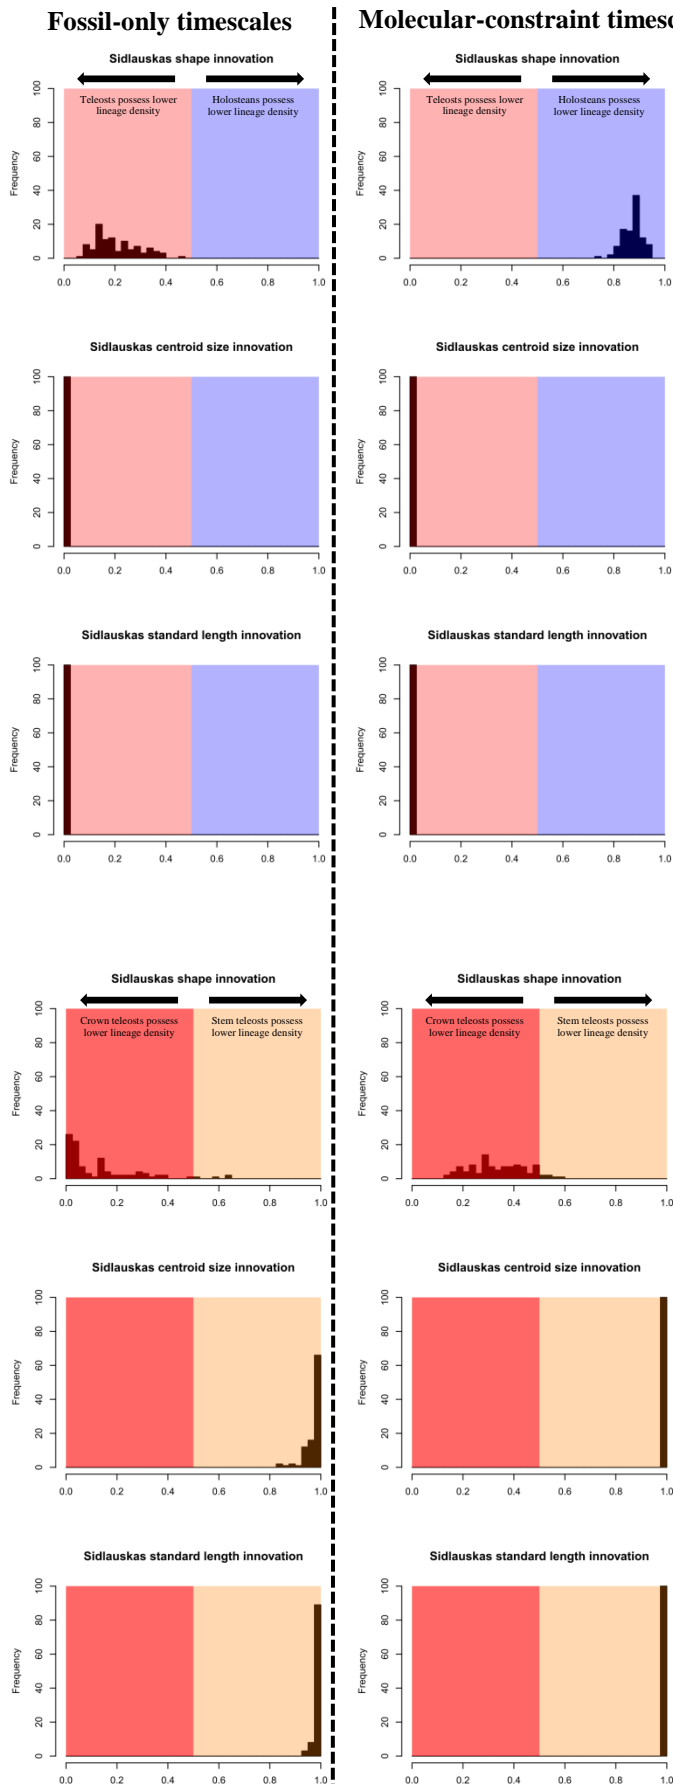 Fossil-only timescales
Molecular-constraint timesc
Sidlauskas shape innovation
Teleosts possess lower
lineage density
Holosteans possess
lower lineage density
Frequency
0 20 40 60 80 100
0.0 0.2 0.4 0.6 0.8 1.0
Sidlauskas shape innovation
Teleosts possess lower
lineage density
Holosteans possess
lower lineage density
Frequency
0 20 40 60 80 100
0.0 0.2 0.4 0.6 0.8 1.0
Sidlauskas centroid size innovation
Frequency
0 20 40 60 80 100
0.0 0.2 0.4 0.6 0.8 1.0
Sidlauskas centroid size innovation
Frequency
0 20 40 60 80 100
0.0 0.2 0.4 0.6 0.8 1.0
Sidlauskas standard length innovation
Frequency
0 20 40 60 80 100
0.0 0.2 0.4 0.6 0.8 1.0
Sidlauskas standard length innovation
Frequency
0 20 40 60 80 100
0.0 0.2 0.4 0.6 0.8 1.0
Sidlauskas shape innovation
Crown teleosts possess
lower lineage density
Stem teleosts possess
lower lineage density
Frequency
0 20 40 60 80 100
0.0 0.2 0.4 0.6 0.8 1.0
Sidlauskas shape innovation
Crown teleosts possess
lower lineage density
Stem teleosts possess
lower lineage density
Frequency
0 20 40 60 80 100
0.0 0.2 0.4 0.6 0.8 1.0
Sidlauskas centroid size innovation
Frequency
0 20 40 60 80 100
0.0 0.2 0.4 0.6 0.8 1.0
Sidlauskas centroid size innovation
Frequency
0 20 40 60 80 100
0.0 0.2 0.4 0.6 0.8 1.0
Sidlauskas standard length innovation
Frequency
0 20 40 60 80 100
0.0 0.2 0.4 0.6 0.8 1.0
Sidlauskas standard length innovation
Frequency
0 20 40 60 80 100
0.0 0.2 0.4 0.6 0.8 1.0